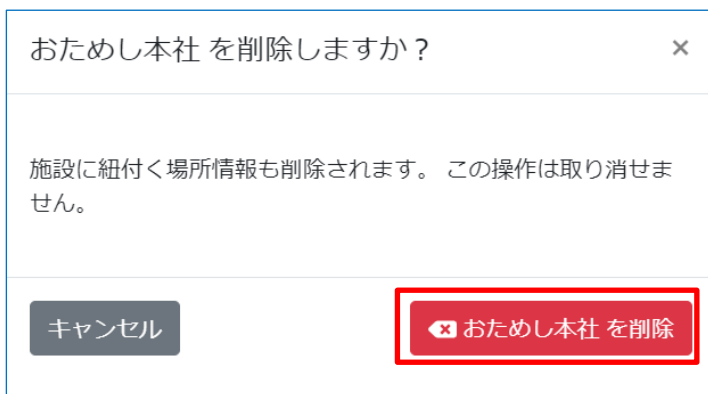 おためし本社 を削除しますか？
×
施設に紐付く場所情報も削除されます。 この操作は取り消せま
せん。
キャンセル
おためし本社 を削除